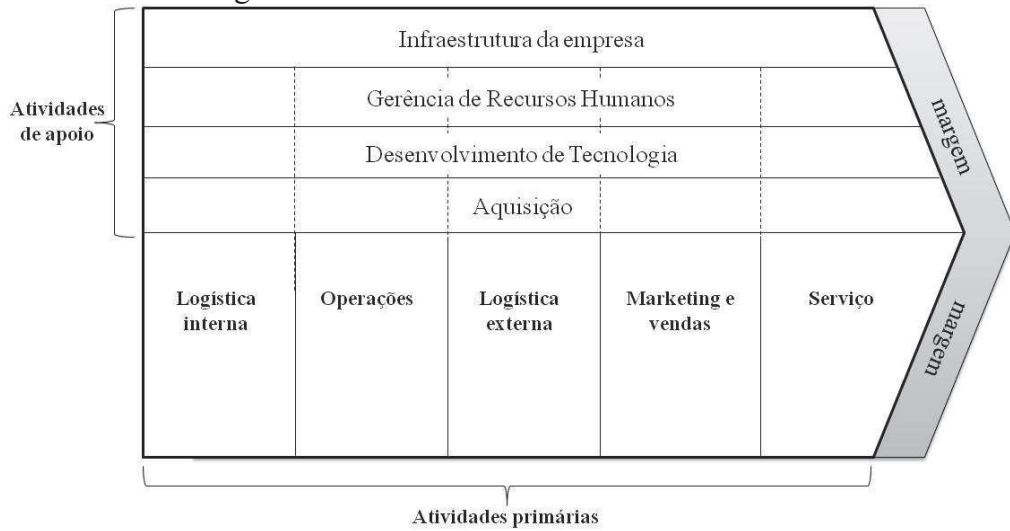 Infraestrutura da empresa
Gerência de Recursos Humanos
Atividades
de apoio
Desenvolvimento de Tecnologia
Aquisição
margem
Logística
interna
Operações
Logística
externa
Marketing e
vendas
Serviço
margem
Atividades primárias